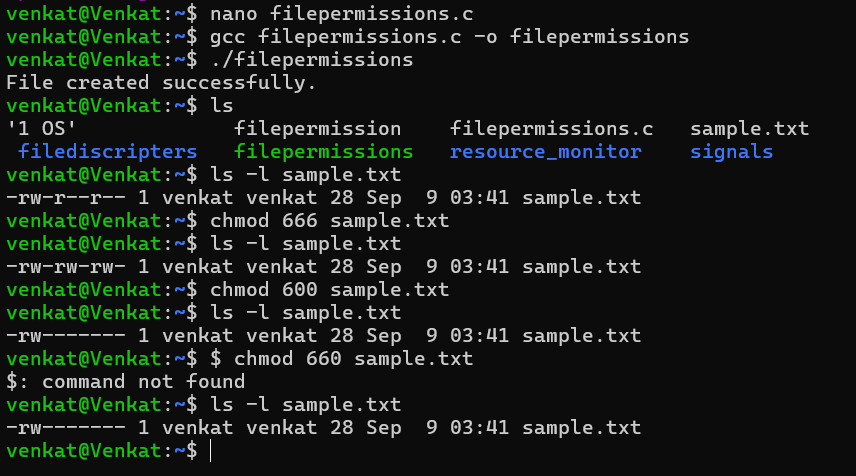 venkat@Venkat:~$ nano filepermissions.c
venkat@Venkat:~$ gcc filepermissions.c -o filepermissions
venkat@Venkat:~$ ./filepermissions
File created successfully.
venkat@Venkat:~$ ls
'1 OS'             filepermission    filepermissions.c   sample.txt
 filediscripters   filepermissions   resource_monitor    signals
venkat@Venkat:~$ ls -l sample.txt
-rw-r--r-- 1 venkat venkat 28 Sep  9 03:41 sample.txt
venkat@Venkat:~$ chmod 666 sample.txt
venkat@Venkat:~$ ls -l sample.txt
-rw-rw-rw- 1 venkat venkat 28 Sep  9 03:41 sample.txt
venkat@Venkat:~$ chmod 600 sample.txt
venkat@Venkat:~$ ls -l sample.txt
-rw------- 1 venkat venkat 28 Sep  9 03:41 sample.txt
venkat@Venkat:~$ $ chmod 660 sample.txt
$: command not found
venkat@Venkat:~$ ls -l sample.txt
-rw------- 1 venkat venkat 28 Sep  9 03:41 sample.txt
venkat@Venkat:~$